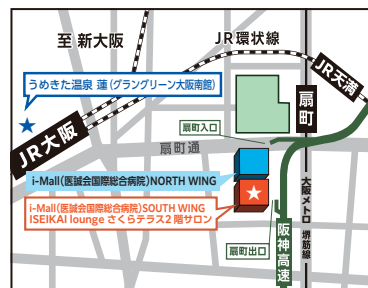 至 新大阪
JR環状線
JR天満
うめきた温泉 蓮（グラングリーン大阪南館）
扇町
扇町入口
JR大阪
扇町通
i-Mall（医誠会国際総合病院）NORTH WING
i-Mall（医誠会国際総合病院）SOUTH WING
ISEIKAI lounge さくらテラス2階サロン
大阪メトロ 堺筋線
扇町出口
阪神高速